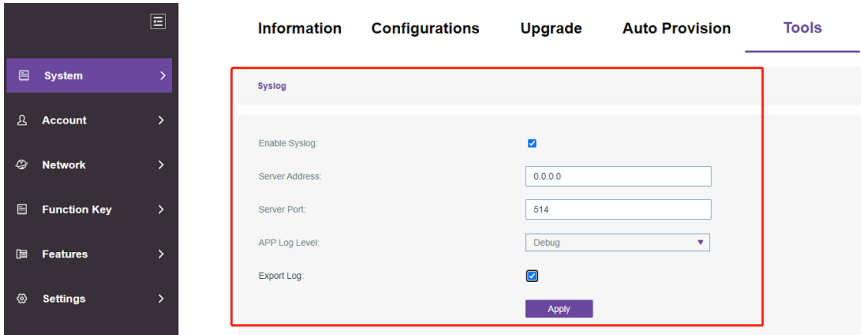 Information Configurations Upgrade Auto Provision Tools
System
Account
Network
Function Key
Features
Settings
Syslog
Enable Syslog:
Server Address: 0.0.0.0
Server Port: 514
APP Log Level: Debug
Export Log:
Apply